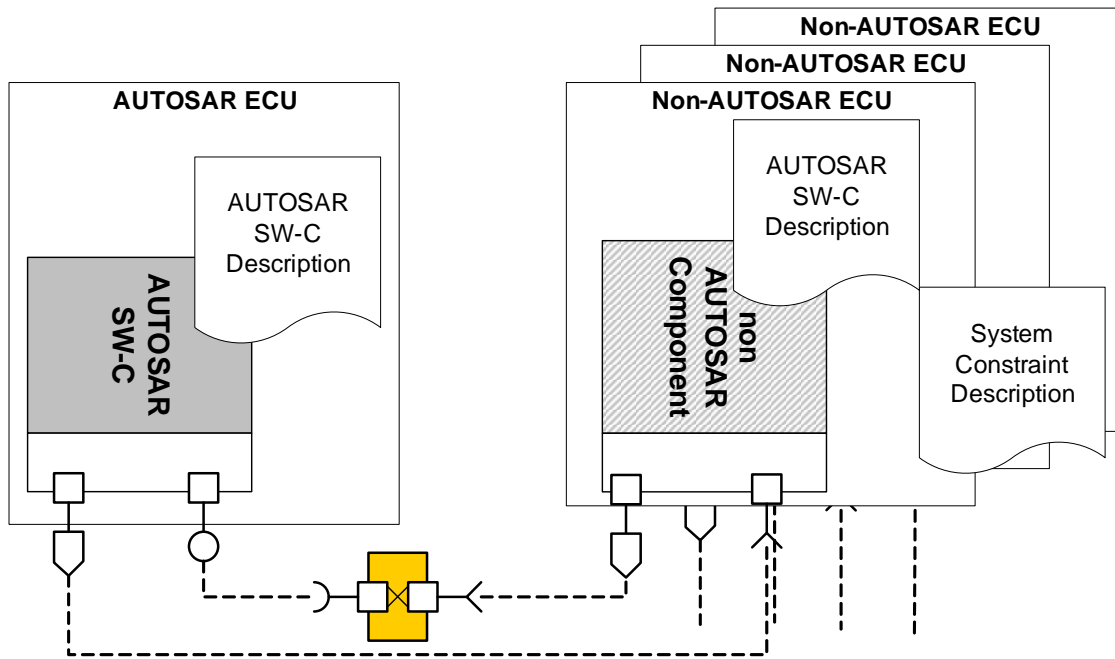 Non-AUTOSAR ECU
Non-AUTOSAR ECU
AUTOSAR ECU
Non-AUTOSAR ECU
AUTOSAR
SW-C
Description
AUTOSAR
SW-C
AUTOSAR
SW-C
Description
non
AUTOSAR
Component
System
Constraint
Description